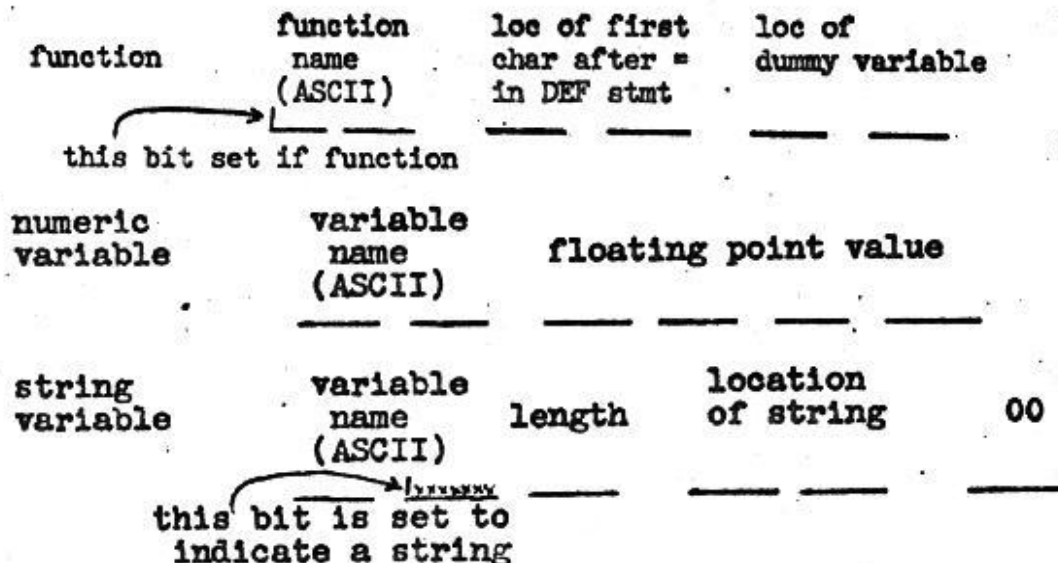 function loc of first loc of
function name char after = dummy variable
(ASCII) in DEF stmt
this bit set if function
numeric variable
variable name floating point value
(ASCII)
string variable location
variable name length of string 00
(ASCII)
1xxxxxxx
this bit is set to
indicate a string